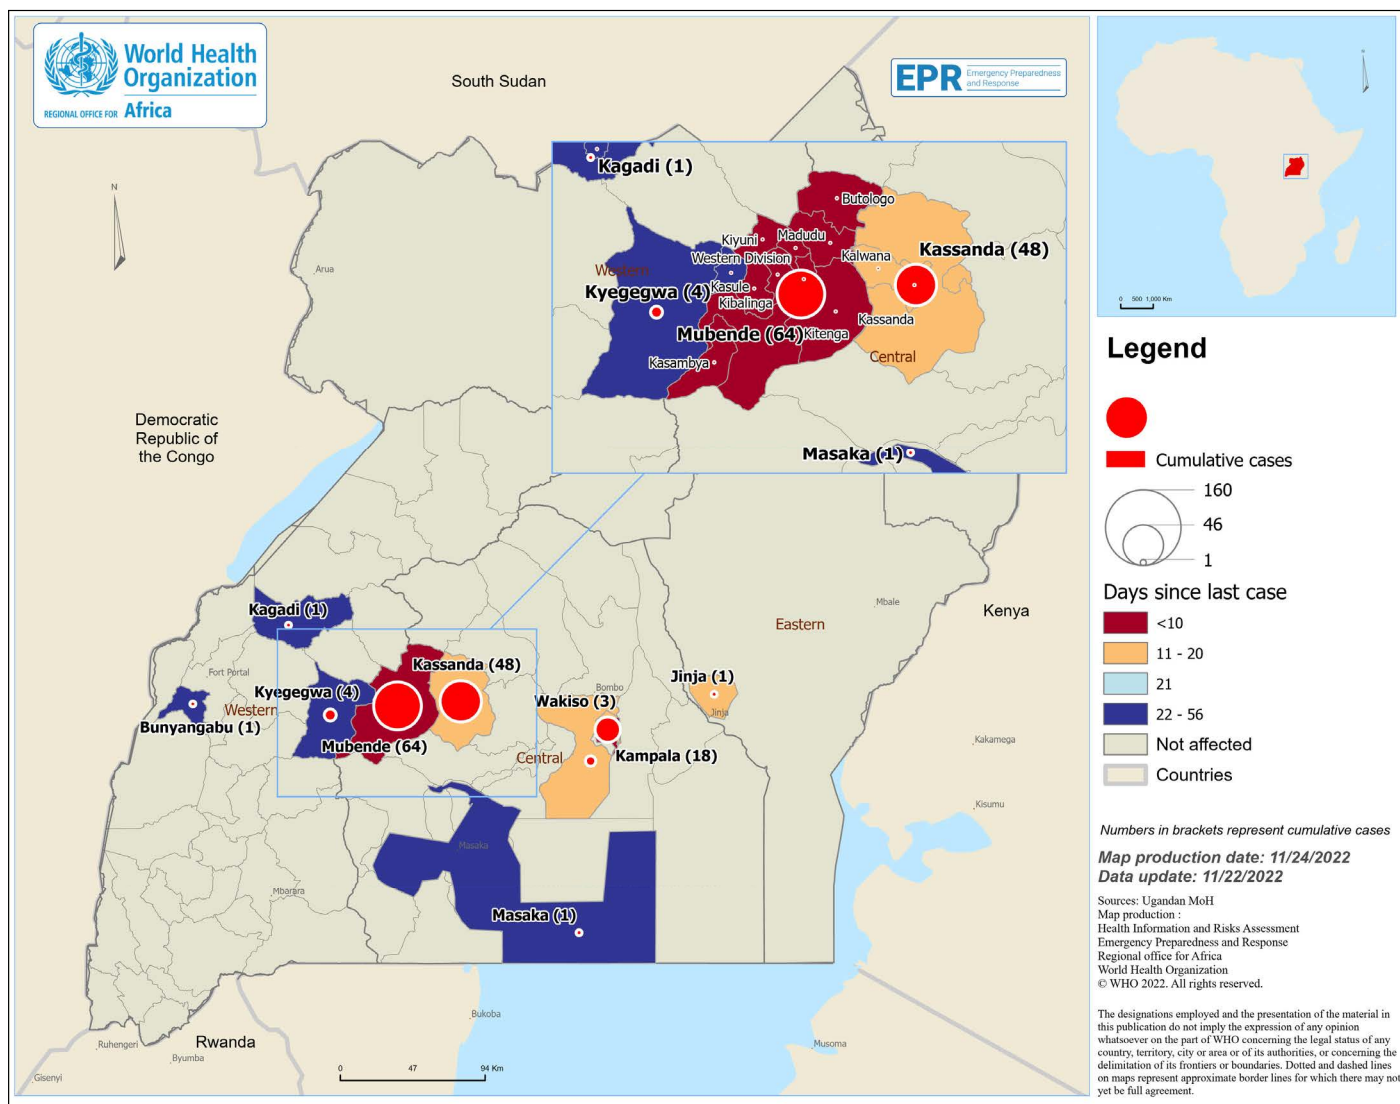 World Health
Organization
REGIONAL OFFICE FOR Africa
EPR Emergency Preparedness
and Response
South Sudan
N
Arua
Democratic
Republic of
the Congo
Kagadi (1)
Butologo
Kiyuni
Madudu
Kassanda (48)
Western Division
Kalwana
Western
Kyegegwa (4)
Kasule
Kibalinga
Kassanda
Mubende (64)
Kitenga
Central
Kasambya
Masaka (1)
Kagadi (1)
Mbale
Kenya
Eastern
Kassanda (48)
Fort Portal
Jinja (1)
Kyegegwa (4)
Bombo
Wakiso (3)
Western
Jinja
Bunyangabu (1)
Mubende (64)
Kakamega
Central
Kampala (18)
Kisumu
Masaka
Mbarara
Masaka (1)
Bukoba
Rwanda
Ruhengeri
Byumba
Musoma
Gisenyi
0 47 94 Km
0 500 1,000 Km
Legend
Cumulative cases
160
46
1
Days since last case
<10
11 - 20
21
22 - 56
Not affected
Countries
Numbers in brackets represent cumulative cases
Map production date: 11/24/2022
Data update: 11/22/2022
Sources: Ugandan MoH
Map production :
Health Information and Risks Assessment
Emergency Preparedness and Response
Regional office for Africa
World Health Organization
© WHO 2022. All rights reserved.
The designations employed and the presentation of the material in
this publication do not imply the expression of any opinion
whatsoever on the part of WHO concerning the legal status of any
country, territory, city or area or of its authorities, or concerning the
delimitation of its frontiers or boundaries. Dotted and dashed lines
on maps represent approximate border lines for which there may not
yet be full agreement.